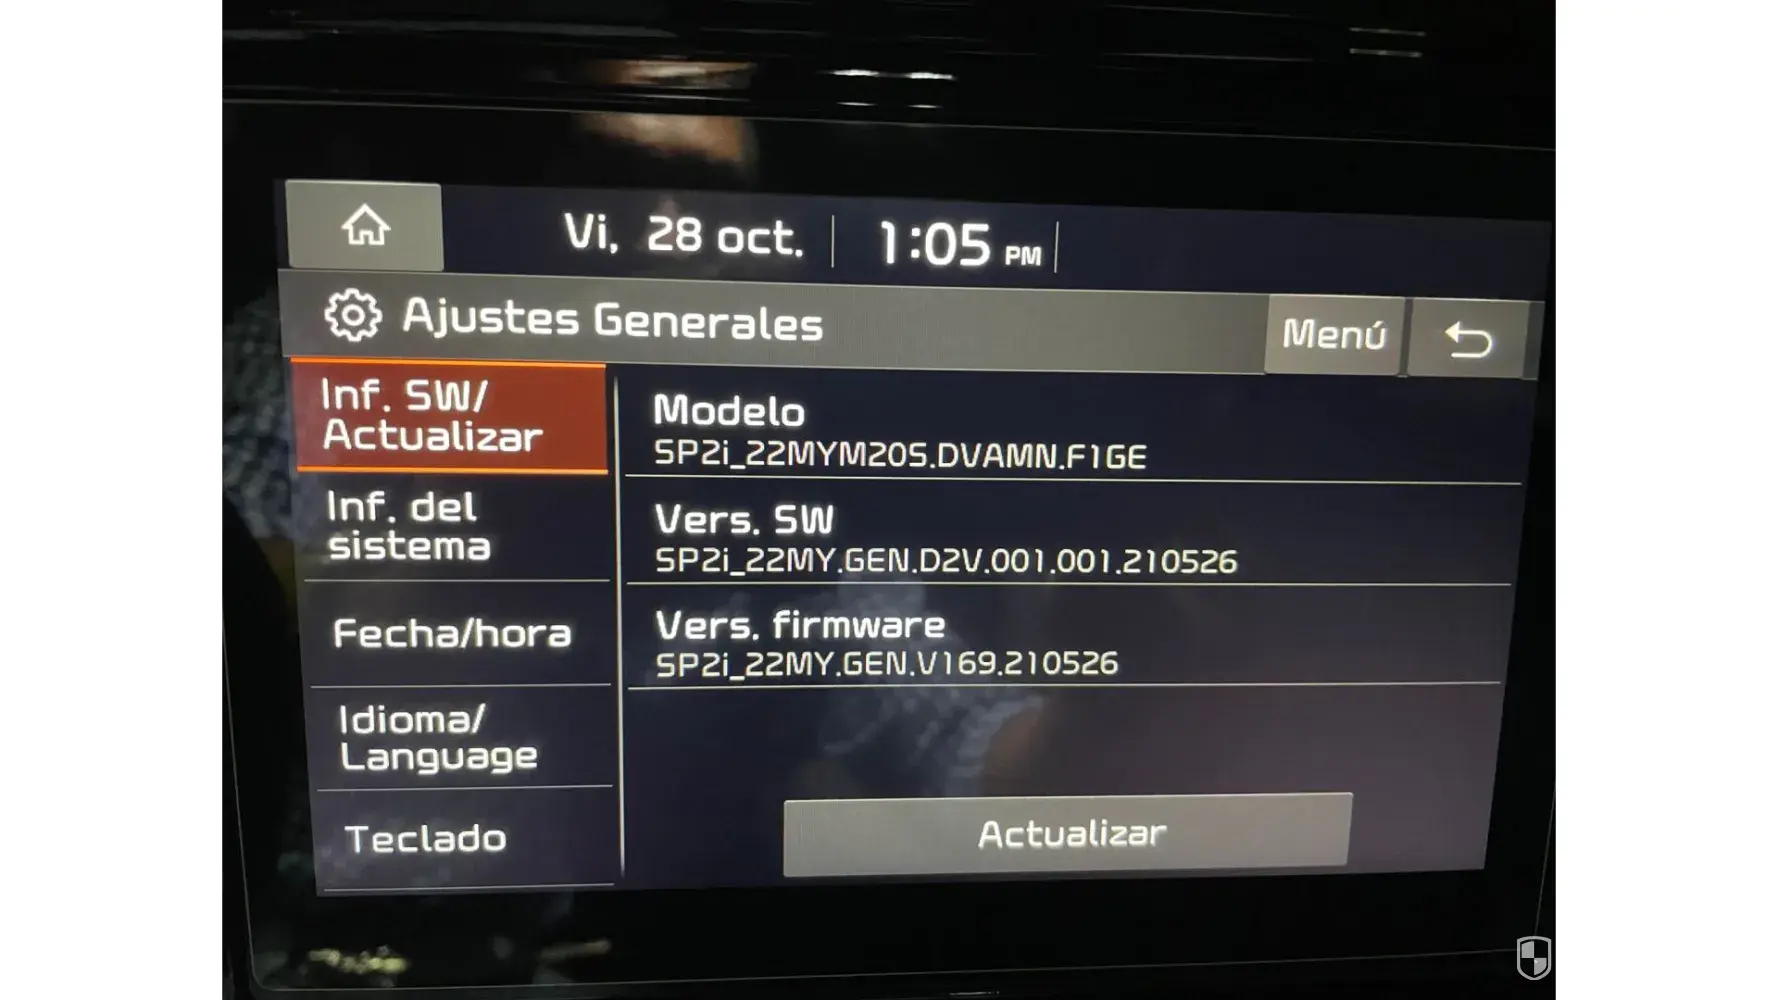 Vi, 28 oct. 1:05 PM
Ajustes Generales
Menú
Inf. SW/
Actualizar
Inf. del
sistema
Fecha/hora
Idioma/
Language
Teclado
Modelo
SP2i_22MYM20S.DVAMN.F1GE
Vers. SW
SP2i_22MY.GEN.D2V.001.001.210526
Vers. firmware
SP2i_22MY.GEN.V169.210526
Actualizar